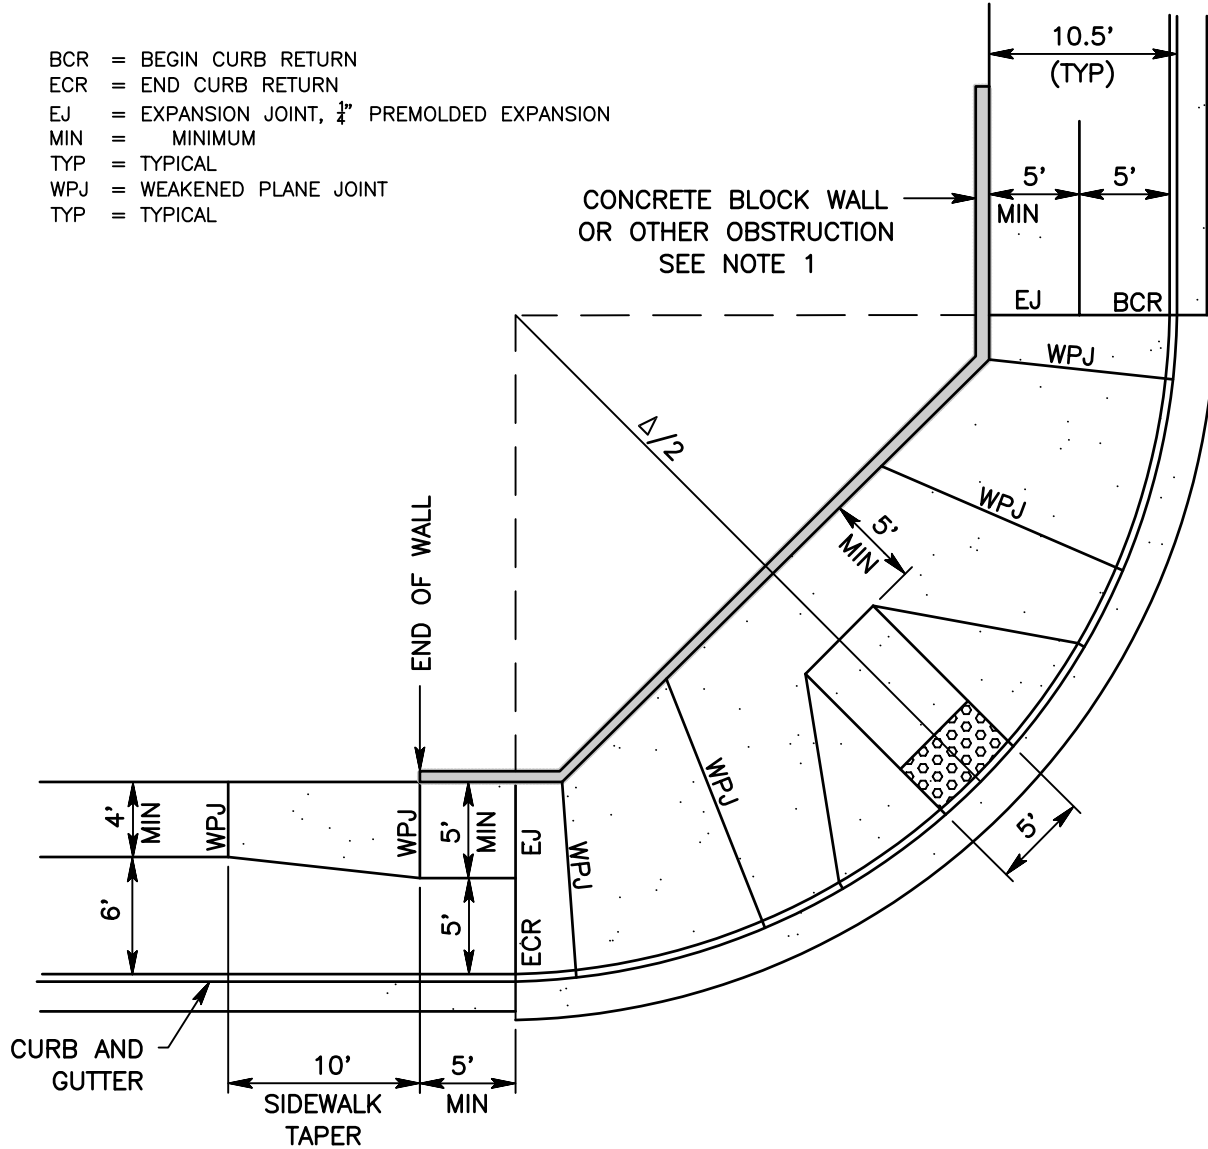 BCR = BEGIN CURB RETURN
ECR = END CURB RETURN
EJ = EXPANSION JOINT, 1/4" PREMOLDED EXPANSION
MIN = MINIMUM
TYP = TYPICAL
WPJ = WEAKENED PLANE JOINT
TYP = TYPICAL
10.5'
(TYP)
5'
MIN
5'
CONCRETE BLOCK WALL
OR OTHER OBSTRUCTION
SEE NOTE 1
EJ
BCR
WPJ
Δ/2
WPJ
5'
MIN
END OF WALL
WPJ
5'
4'
MIN
WPJ
WPJ
5'
MIN
EJ
WPJ
6'
5'
ECR
CURB AND
GUTTER
10'
SIDEWALK
TAPER
5'
MIN